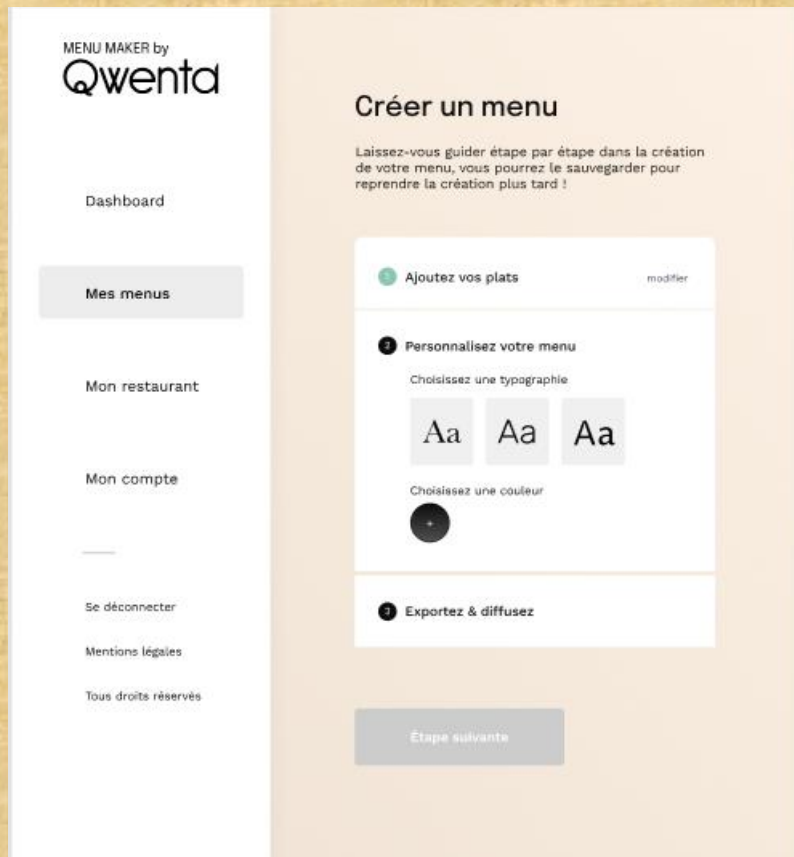 MENU MAKER by
Qwenta
Dashboard
Mes menus
Mon restaurant
Mon compte
Se déconnecter
Mentions légales
Tous droits réservés
Créer un menu
Laissez-vous guider étape par étape dans la création
de votre menu, vous pourrez le sauvegarder pour
reprendre la création plus tard !
1 Ajoutez vos plats modifier
2 Personnalisez votre menu
Choisissez une typographie
Aa Aa Aa
Choisissez une couleur
+
3 Exportez & diffusez
Étape suivante